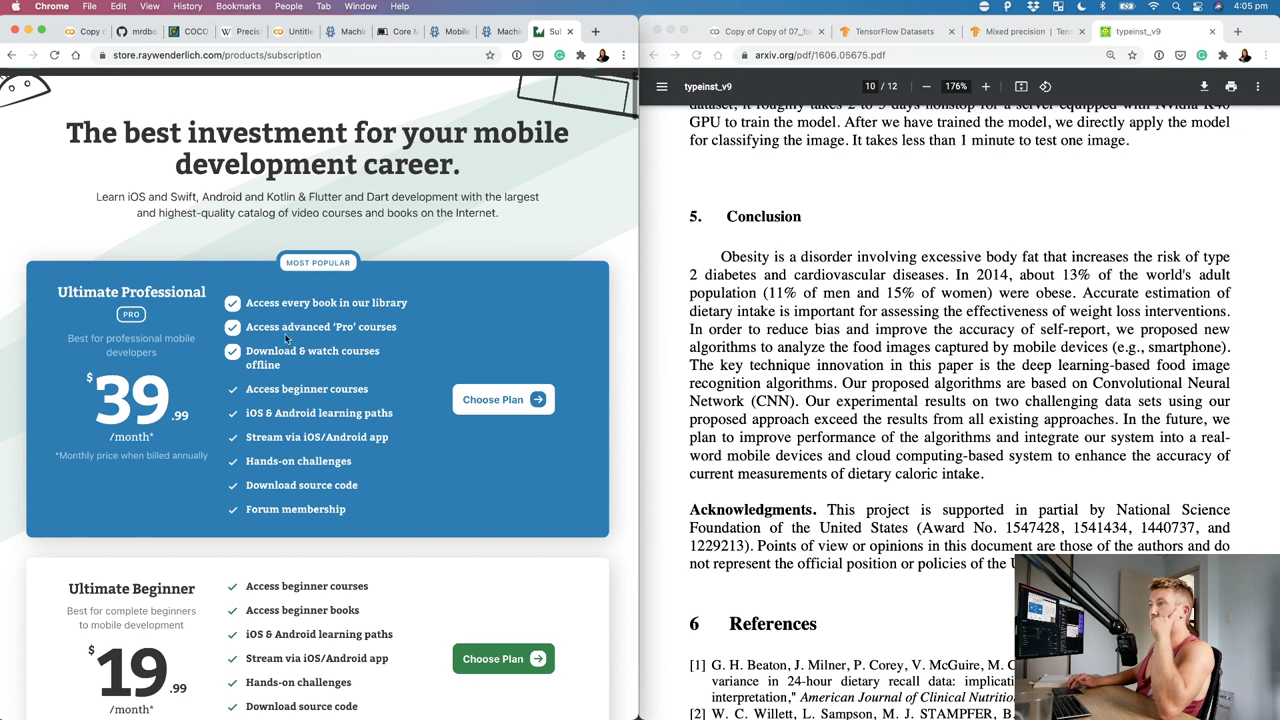 Chrome File Edit View History Bookmarks People Tab Window Help
4:05 pm
Copy c
mrdbo
COCO
Precis
Untitle
Machin
Core M
Mobile
Machin
Sul
store.raywenderlich.com/products/subscription
The best investment for your mobile
development career.
Learn iOS and Swift, Android and Kotlin & Flutter and Dart development with the largest
and highest-quality catalog of video courses and books on the Internet.
MOST POPULAR
Ultimate Professional
PRO
Best for professional mobile
developers
$39.99
/month*
*Monthly price when billed annually
Access every book in our library
Access advanced ‘Pro’ courses
Download & watch courses
offline
Access beginner courses
iOS & Android learning paths
Stream via iOS/Android app
Hands-on challenges
Download source code
Forum membership
Choose Plan
Ultimate Beginner
Best for complete beginners
to mobile development
$19.99
/month*
Access beginner courses
Access beginner books
iOS & Android learning paths
Stream via iOS/Android app
Hands-on challenges
Download source code
Choose Plan
Copy of Copy of 07_fo
TensorFlow Datasets
Mixed precision | Tens
typeinst_v9
arxiv.org/pdf/1606.05675.pdf
typeinst_v9
10 / 12
176%
GPU to train the model. After we have trained the model, we directly apply the model
for classifying the image. It takes less than 1 minute to test one image.
5. Conclusion
Obesity is a disorder involving excessive body fat that increases the risk of type
2 diabetes and cardiovascular diseases. In 2014, about 13% of the world's adult
population (11% of men and 15% of women) were obese. Accurate estimation of
dietary intake is important for assessing the effectiveness of weight loss interventions.
In order to reduce bias and improve the accuracy of self-report, we proposed new
algorithms to analyze the food images captured by mobile devices (e.g., smartphone).
The key technique innovation in this paper is the deep learning-based food image
recognition algorithms. Our proposed algorithms are based on Convolutional Neural
Network (CNN). Our experimental results on two challenging data sets using our
proposed approach exceed the results from all existing approaches. In the future, we
plan to improve performance of the algorithms and integrate our system into a real-
word mobile devices and cloud computing-based system to enhance the accuracy of
current measurements of dietary caloric intake.
Acknowledgments. This project is supported in partial by National Science
Foundation of the United States (Award No. 1547428, 1541434, 1440737, and
1229213). Points of view or opinions in this document are those of the authors and do
not represent the official position or policies of the
6 References
[1] G. H. Beaton, J. Milner, P. Corey, V. McGuire, M. C
variance in 24-hour dietary recall data: implicati
interpretation," American Journal of Clinical Nutritio
[2] W. C. Willett, L. Sampson, M. J. STAMPFER, B.